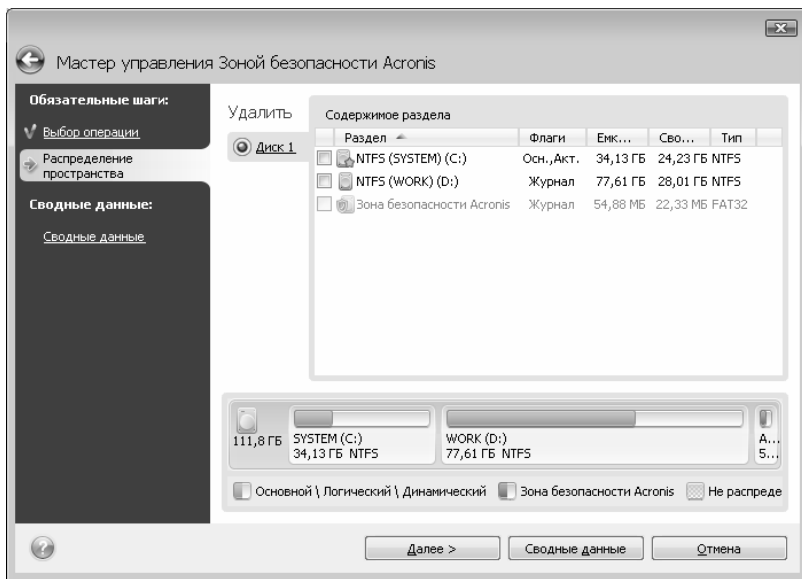 Мастер управления Зоной безопасности Acronis
Обязательные шаги:
Выбор операции
Распределение
пространства
Сводные данные:
Сводные данные
Удалить
Диск 1
Содержимое раздела
Раздел Флаги Емк... Сво... Тип
NTFS (SYSTEM) (C:) Осн.,Акт. 34,13 ГБ 24,23 ГБ NTFS
NTFS (WORK) (D:) Журнал 77,61 ГБ 28,01 ГБ NTFS
Зона безопасности Acronis Журнал 54,88 МБ 22,33 МБ FAT32
111,8 ГБ
SYSTEM (C:)
34,13 ГБ NTFS
WORK (D:)
77,61 ГБ NTFS
A...
5...
Основной \ Логический \ Динамический Зона безопасности Acronis Не распреде
Далее > Сводные данные Отмена